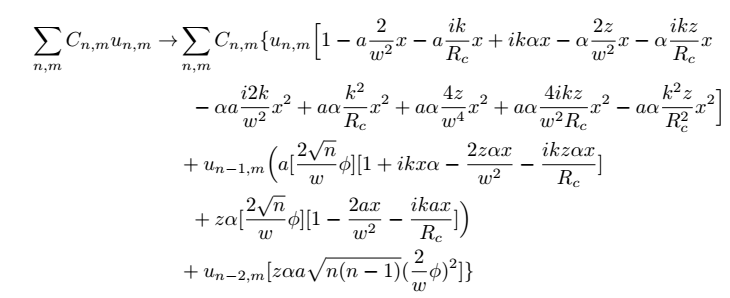 \sum_{n,m} C_{n,m} u_{n,m} \to \sum_{n,m} C_{n,m} \{ u_{n,m} \Big[ 1 - a\frac{2}{w^2}x - a\frac{ik}{R_c}x + ik\alpha x - \alpha\frac{2z}{w^2}x - \alpha\frac{ikz}{R_c}x
- \alpha a\frac{i2k}{w^2}x^2 + a\alpha\frac{k^2}{R_c}x^2 + a\alpha\frac{4z}{w^4}x^2 + a\alpha\frac{4ikz}{w^2 R_c}x^2 - a\alpha\frac{k^2 z}{R_c^2}x^2 \Big]
+ u_{n-1,m} \Big( a[\frac{2\sqrt{n}}{w}\phi][1 + ikx\alpha - \frac{2z\alpha x}{w^2} - \frac{ikz\alpha x}{R_c}]
+ z\alpha[\frac{2\sqrt{n}}{w}\phi][1 - \frac{2ax}{w^2} - \frac{ikax}{R_c}] \Big)
+ u_{n-2,m}[z\alpha a\sqrt{n(n-1)}(\frac{2}{w}\phi)^2] \}